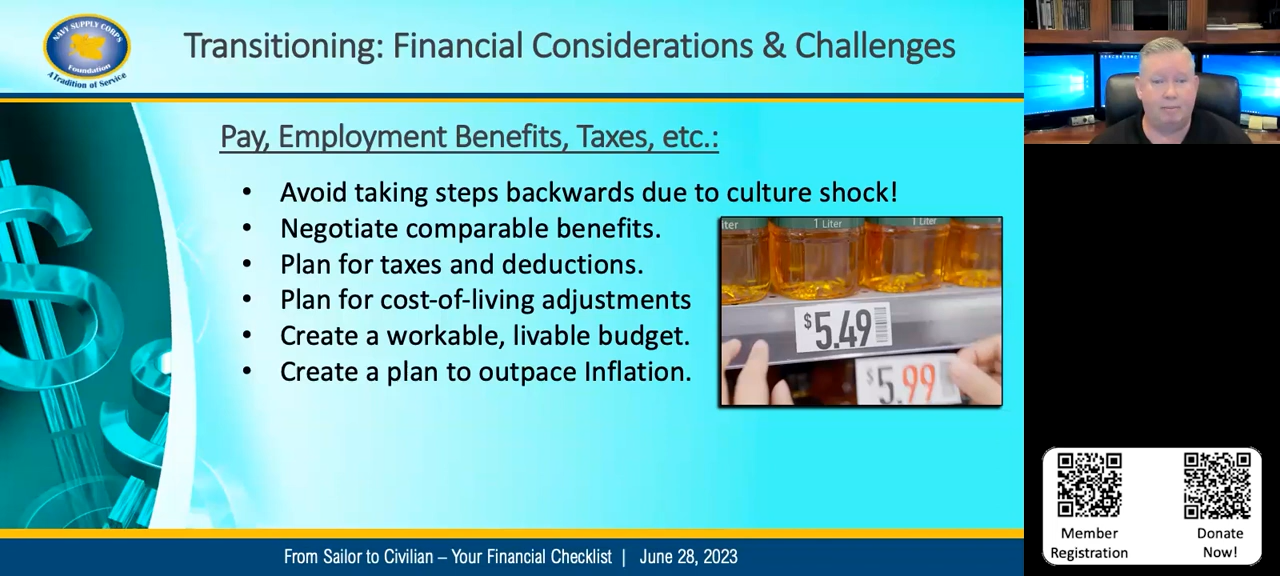 NAVY SUPPLY CORPS
Foundation
A Tradition of Service
Transitioning: Financial Considerations & Challenges
Pay, Employment Benefits, Taxes, etc.:
• Avoid taking steps backwards due to culture shock!
• Negotiate comparable benefits.
• Plan for taxes and deductions.
• Plan for cost-of-living adjustments
• Create a workable, livable budget.
• Create a plan to outpace Inflation.
iter
1 Liter
1 Liter
$5.49
$5.99
From Sailor to Civilian – Your Financial Checklist | June 28, 2023
Member
Registration
Donate
Now!